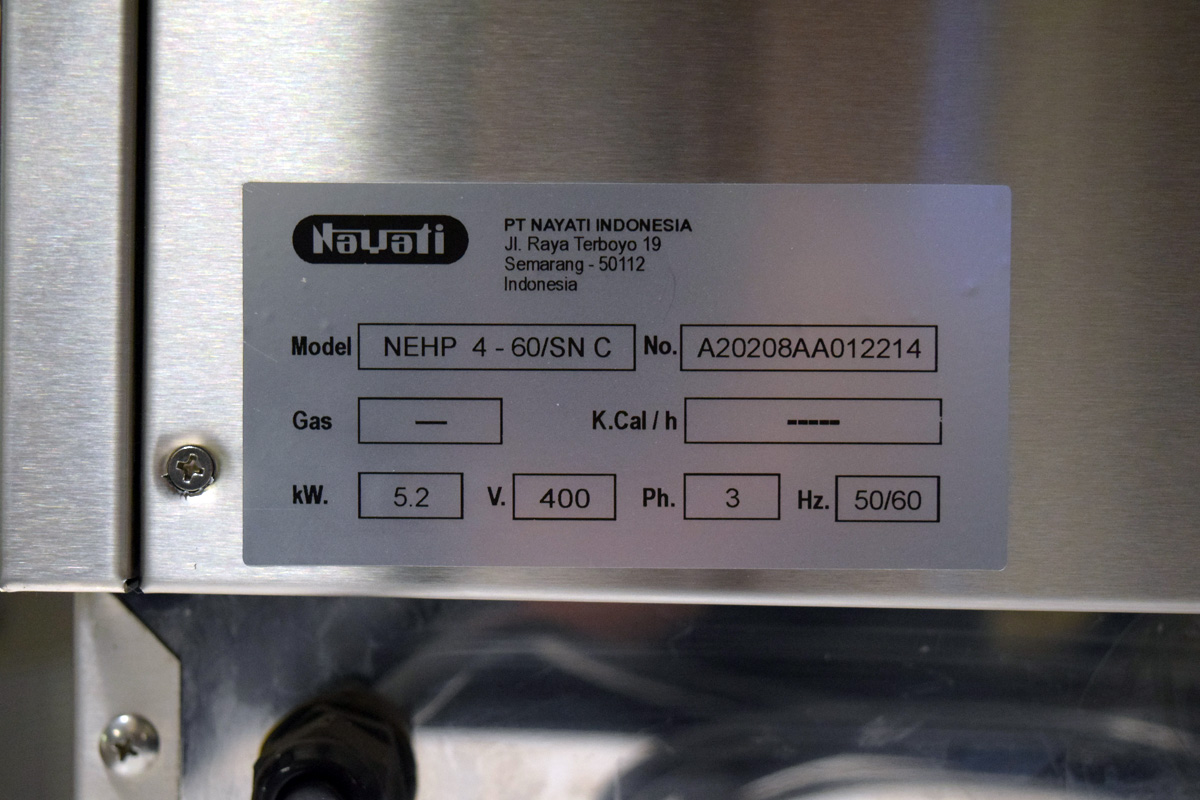 Nayati
PT NAYATI INDONESIA
Jl. Raya Terboyo 19
Semarang - 50112
Indonesia
Model NEHP 4 - 60/SN C No. A20208AA012214
Gas — K.Cal / h -----
kW. 5.2 V. 400 Ph. 3 Hz. 50/60